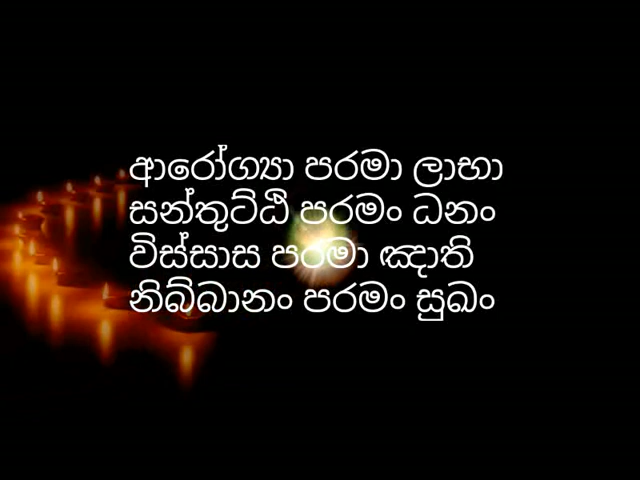 ආරෝග්‍යා පරමා ලාභා
සන්තුට්ඨි පරමං ධනං
විස්සාස පරමා ඤාති
නිබ්බානං පරමං සුඛං